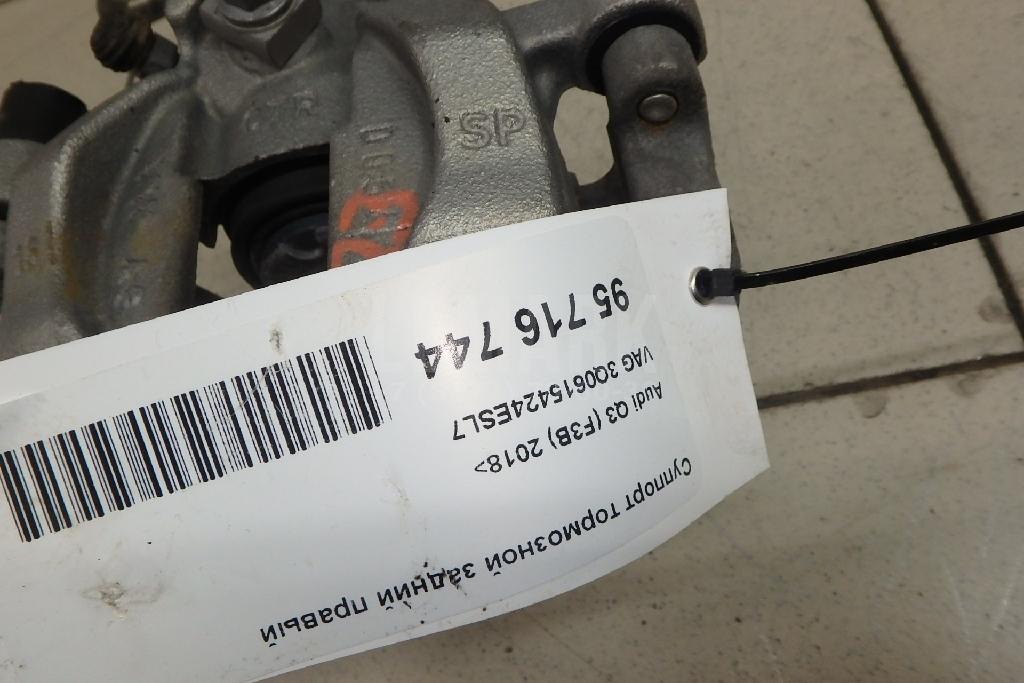 Суппорт тормозной задний правый
Audi Q3 (F3B) 2018>
VAG 3Q0615424ESL7
95 716 744
SP